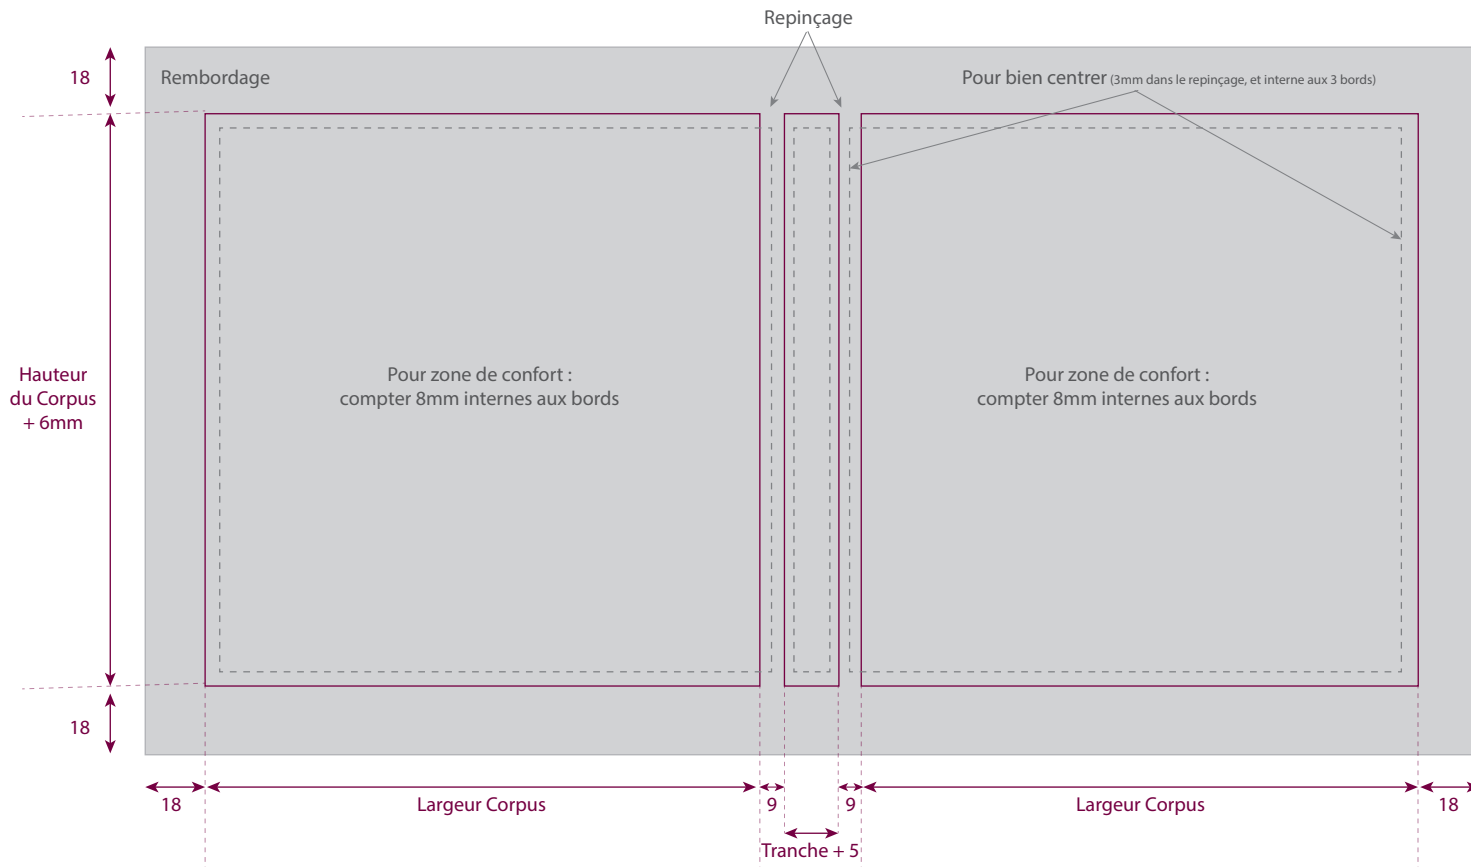 Repinçage
18
Rembordage
Pour bien centrer (3mm dans le repinçage, et interne aux 3 bords)
Hauteur
du Corpus
+ 6mm
Pour zone de confort :
compter 8mm internes aux bords
Pour zone de confort :
compter 8mm internes aux bords
18
18
Largeur Corpus
9
9
Largeur Corpus
18
Tranche + 5